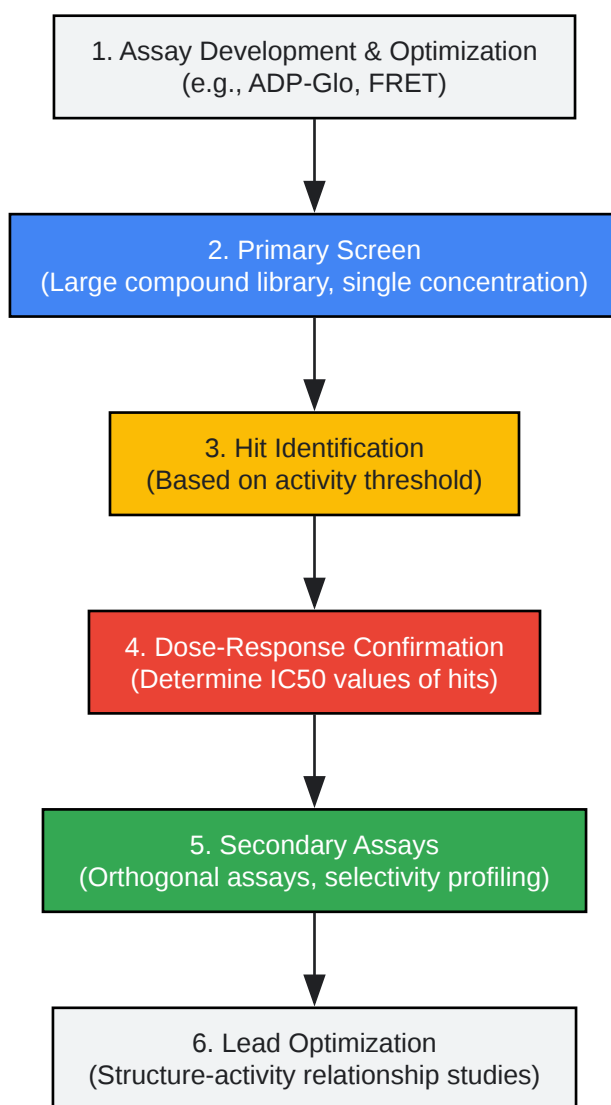 1. Assay Development & Optimization
(e.g., ADP-Glo, FRET)
2. Primary Screen
(Large compound library, single concentration)
3. Hit Identification
(Based on activity threshold)
4. Dose-Response Confirmation
(Determine IC50 values of hits)
5. Secondary Assays
(Orthogonal assays, selectivity profiling)
6. Lead Optimization
(Structure-activity relationship studies)